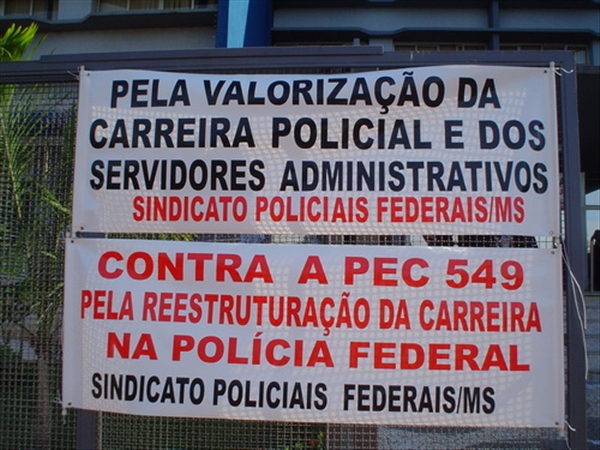 PELA VALORIZAÇÃO DA
CARREIRA POLICIAL E DOS
SERVIDORES ADMINISTRATIVOS
SINDICATO POLICIAIS FEDERAIS/MS
CONTRA A PEC 549
PELA REESTRUTURAÇÃO DA CARREIRA
NA POLÍCIA FEDERAL
SINDICATO POLICIAIS FEDERAIS/MS